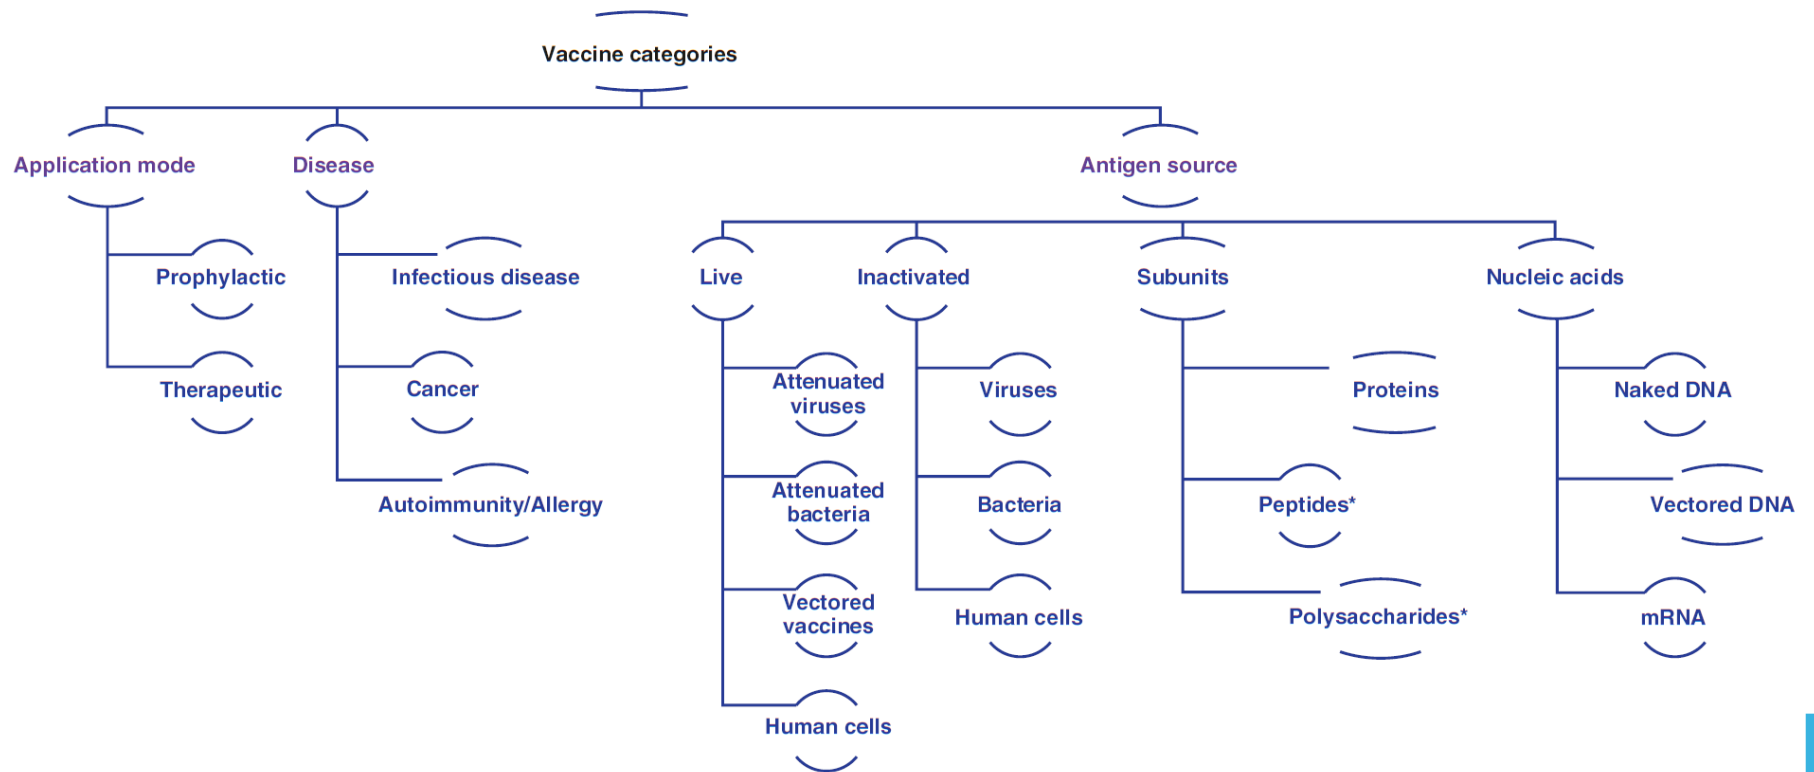 Vaccine categories
Application mode
Disease
Antigen source
Prophylactic
Infectious disease
Live
Inactivated
Subunits
Nucleic acids
Therapeutic
Cancer
Attenuated
viruses
Viruses
Proteins
Naked DNA
Autoimmunity/Allergy
Attenuated
bacteria
Bacteria
Peptides*
Vectored DNA
Vectored
vaccines
Human cells
Polysaccharides*
mRNA
Human cells